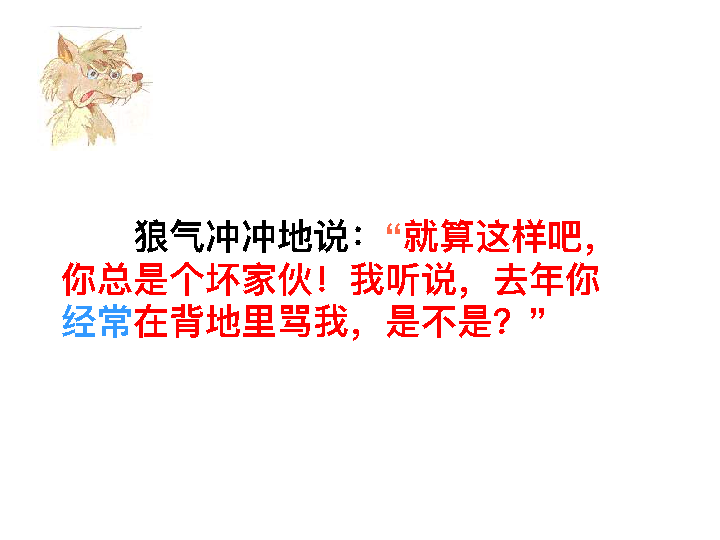 狼气冲冲地说：“就算这样吧，
你总是个坏家伙！我听说，去年你
经常在背地里骂我，是不是？”